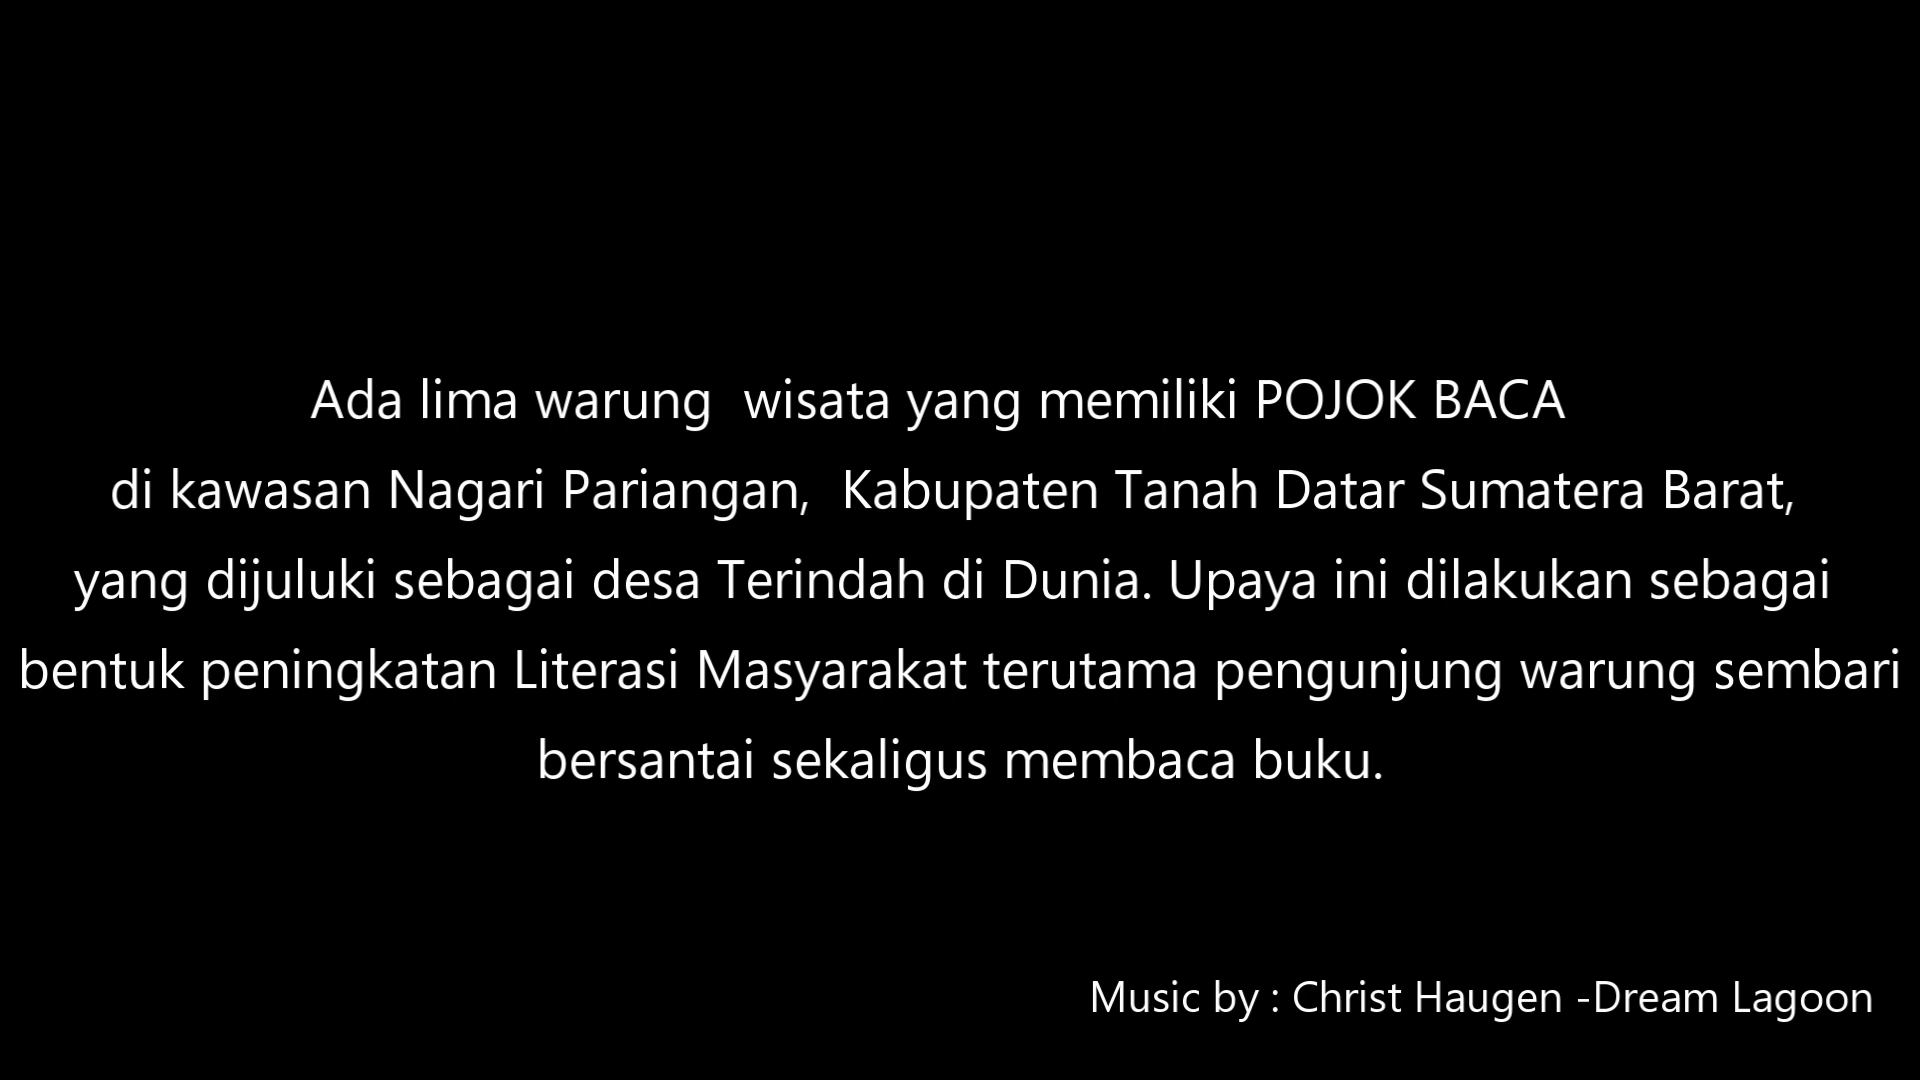 Ada lima warung  wisata yang memiliki POJOK BACA
di kawasan Nagari Pariangan,  Kabupaten Tanah Datar Sumatera Barat,
yang dijuluki sebagai desa Terindah di Dunia. Upaya ini dilakukan sebagai
bentuk peningkatan Literasi Masyarakat terutama pengunjung warung sembari
bersantai sekaligus membaca buku.
Music by : Christ Haugen -Dream Lagoon